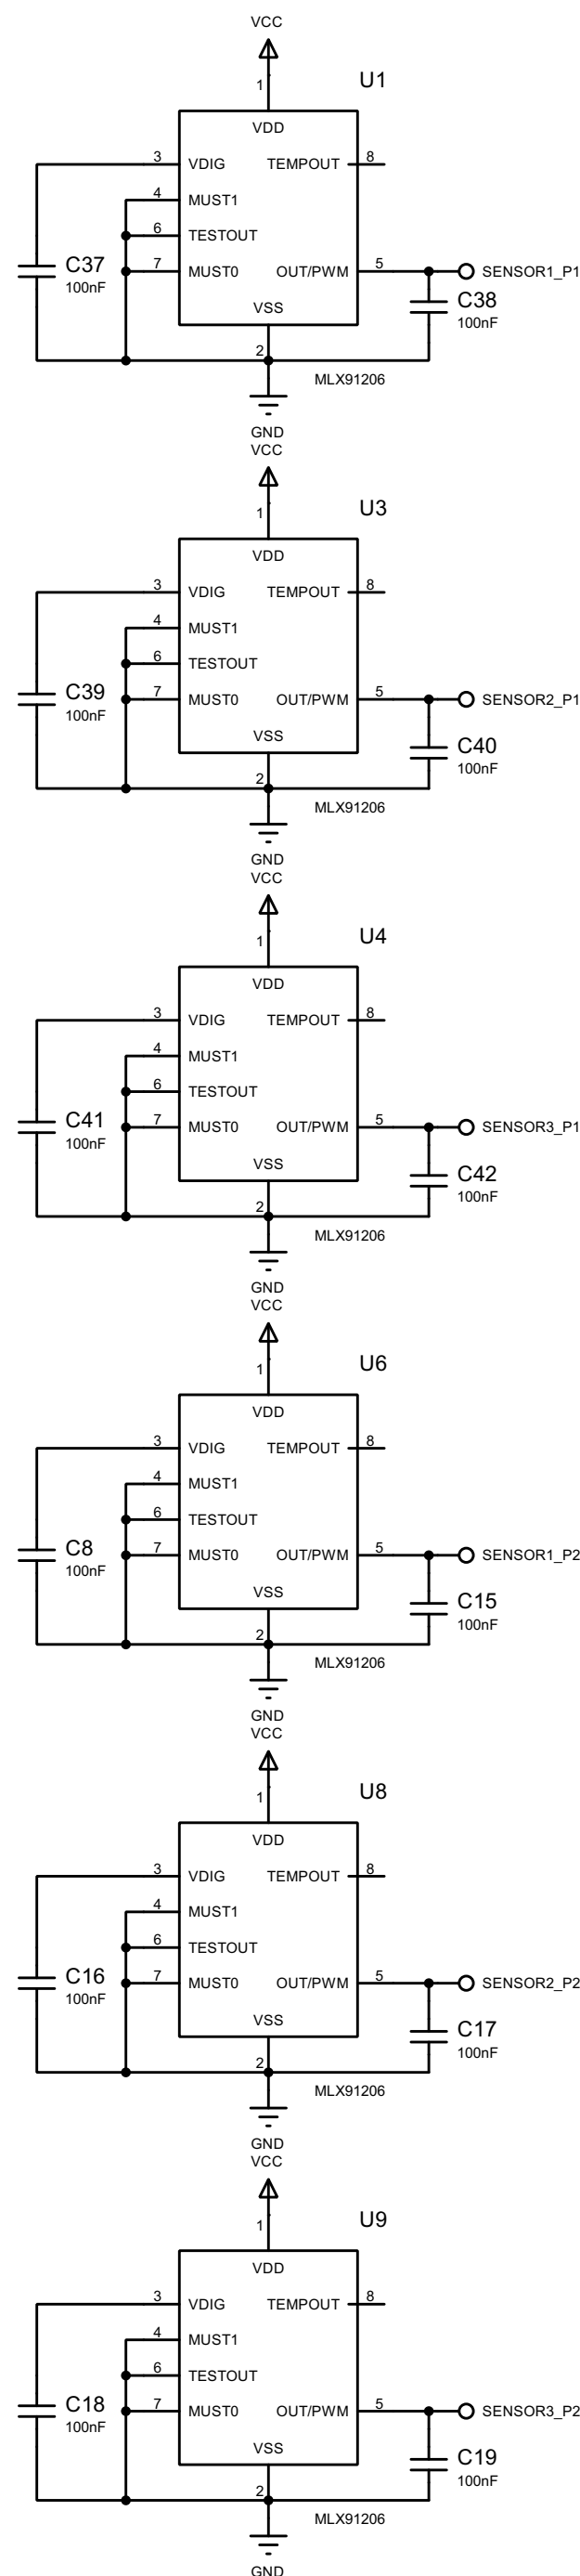 VCC
1
U1
VDD
3 VDIG TEMPOUT 8
4 MUST1
6 TESTOUT
C37 7 MUST0 OUT/PWM 5 SENSOR1_P1
100nF
C38
VSS 100nF
2
MLX91206
GND
VCC
1
U3
VDD
3 VDIG TEMPOUT 8
4 MUST1
6 TESTOUT
C39 7 MUST0 OUT/PWM 5 SENSOR2_P1
100nF
VSS C40
100nF
2
MLX91206
GND
VCC
1
U4
VDD
3 VDIG TEMPOUT 8
4 MUST1
6 TESTOUT
C41 7 MUST0 OUT/PWM 5 SENSOR3_P1
100nF
VSS C42
100nF
2
MLX91206
GND
VCC
1
U6
VDD
3 VDIG TEMPOUT 8
4 MUST1
6 TESTOUT
C8 7 MUST0 OUT/PWM 5 SENSOR1_P2
100nF
VSS C15
100nF
2
MLX91206
GND
VCC
1
U8
VDD
3 VDIG TEMPOUT 8
4 MUST1
6 TESTOUT
C16 7 MUST0 OUT/PWM 5 SENSOR2_P2
100nF
VSS C17
100nF
2
MLX91206
GND
VCC
1
U9
VDD
3 VDIG TEMPOUT 8
4 MUST1
6 TESTOUT
C18 7 MUST0 OUT/PWM 5 SENSOR3_P2
100nF
VSS C19
100nF
2
MLX91206
GND